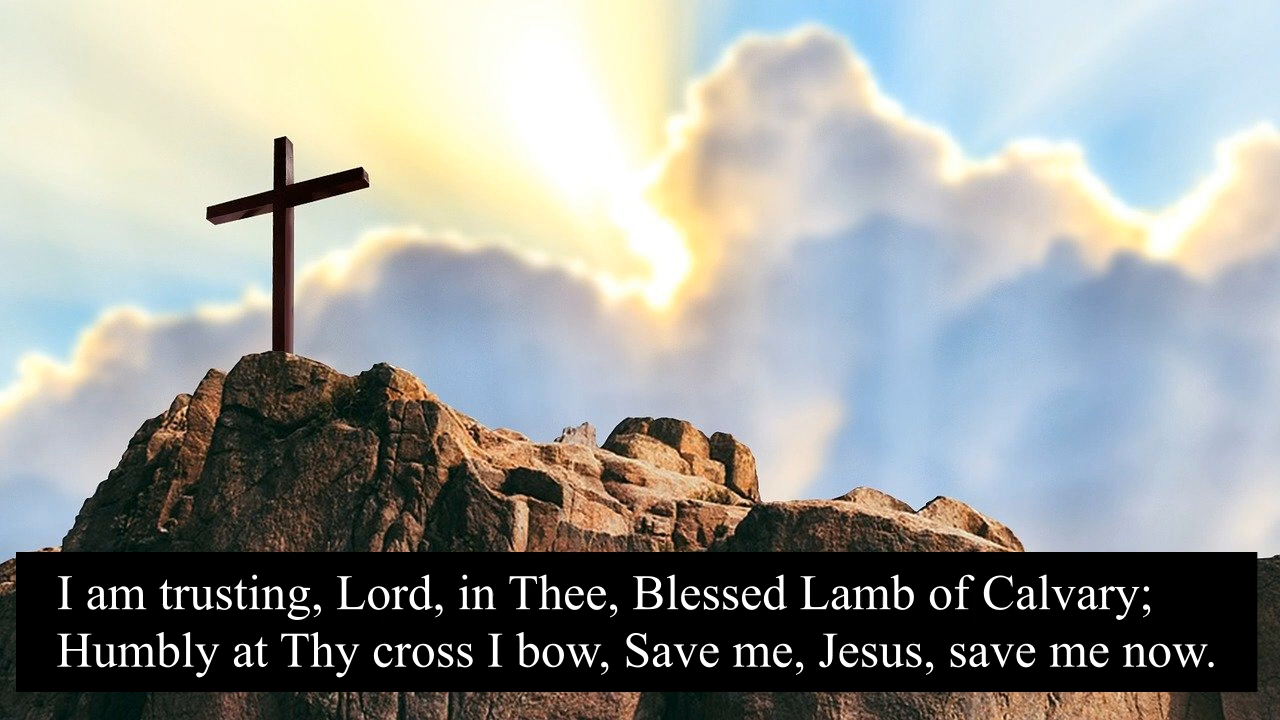 I am trusting, Lord, in Thee, Blessed Lamb of Calvary;
Humbly at Thy cross I bow, Save me, Jesus, save me now.